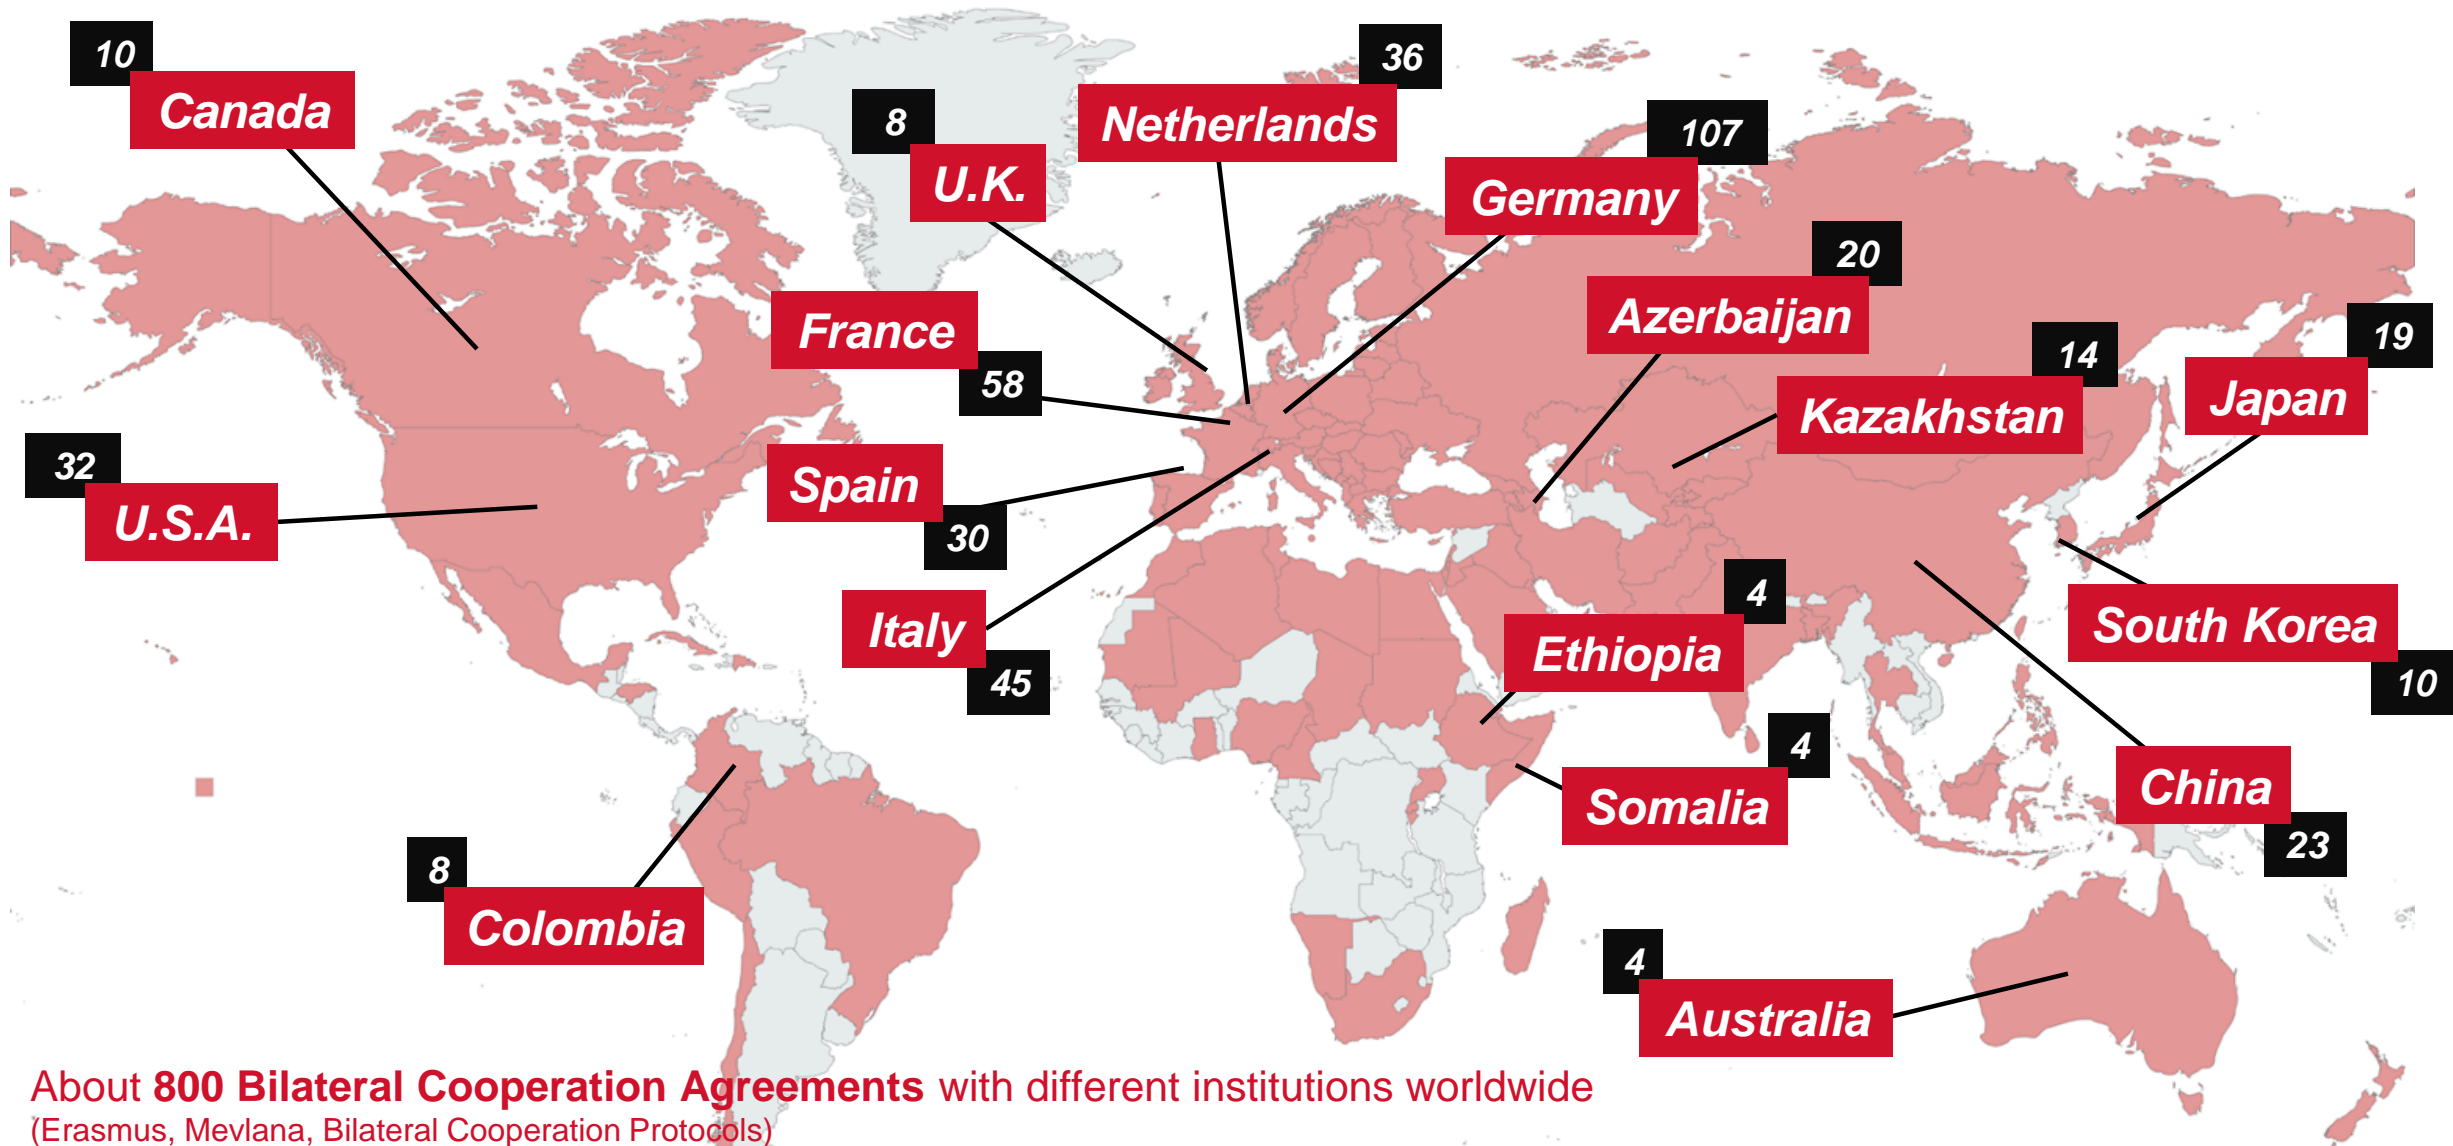 10
Canada
8
U.K.
36
Netherlands
107
Germany
20
Azerbaijan
14
Kazakhstan
19
Japan
France
58
32
U.S.A.
Spain
30
Italy
45
4
Ethiopia
4
Somalia
South Korea
10
China
23
8
Colombia
4
Australia
About 800 Bilateral Cooperation Agreements with different institutions worldwide
(Erasmus, Mevlana, Bilateral Cooperation Protocols)